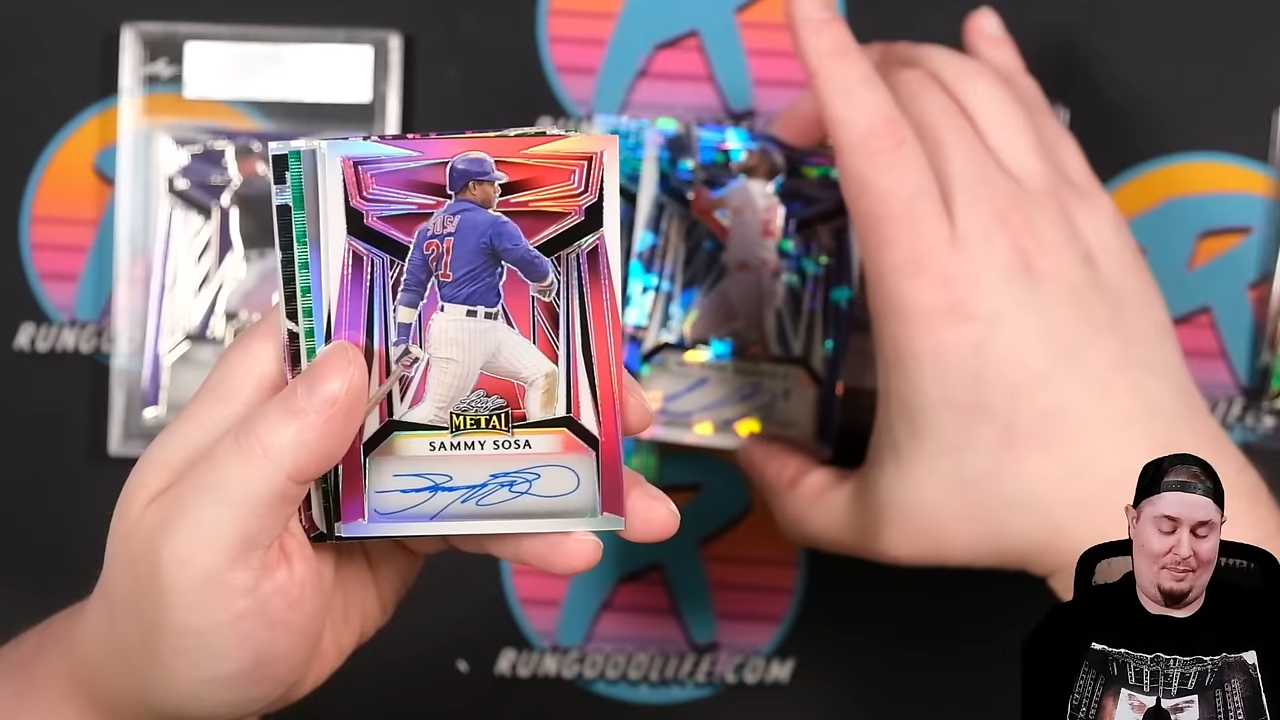 SOSA
21
Leaf
METAL
SAMMY SOSA
RUNG
RUNGOODLIFE.COM